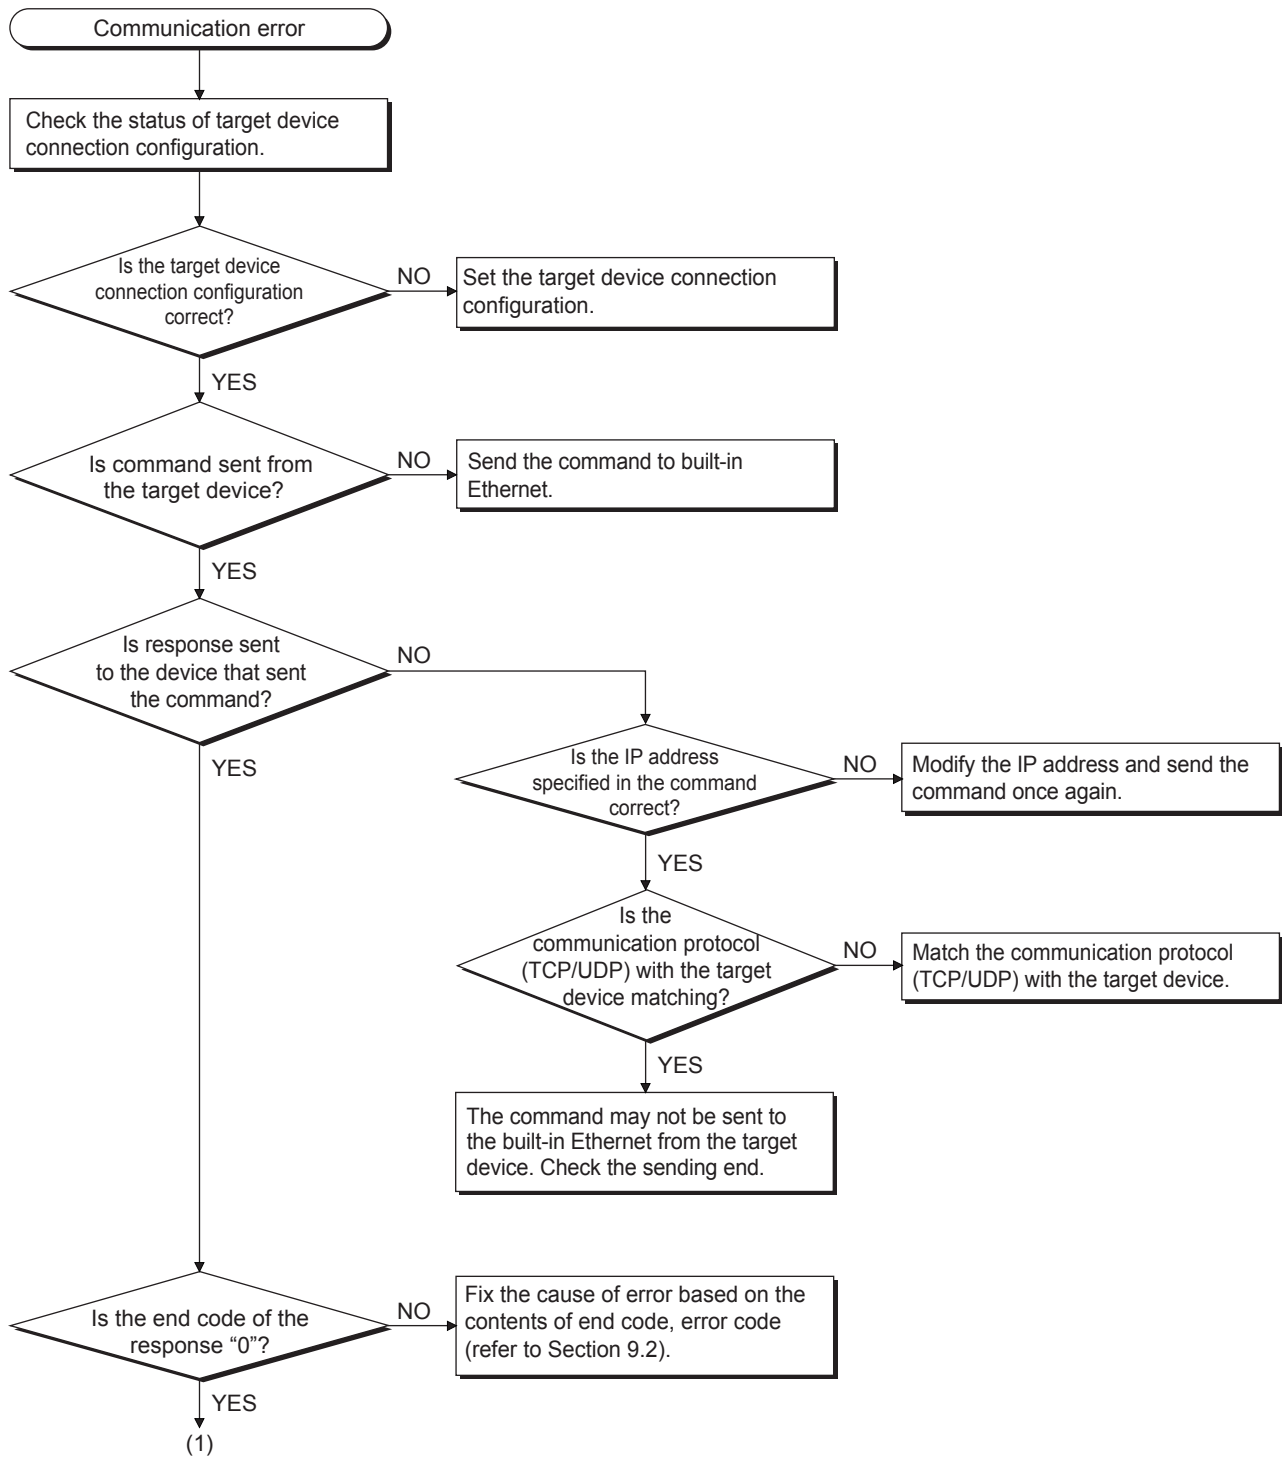 Communication error
Check the status of target device
connection configuration.
Is the target device
connection configuration
correct?
NO
Set the target device connection
configuration.
YES
Is command sent from
the target device?
NO
Send the command to built-in
Ethernet.
YES
Is response sent
to the device that sent
the command?
NO
YES
Is the IP address
specified in the command
correct?
NO
Modify the IP address and send the
command once again.
YES
Is the
communication protocol
(TCP/UDP) with the target
device matching?
NO
Match the communication protocol
(TCP/UDP) with the target device.
YES
The command may not be sent to
the built-in Ethernet from the target
device. Check the sending end.
Is the end code of the
response “0”?
NO
Fix the cause of error based on the
contents of end code, error code
(refer to Section 9.2).
YES
(1)